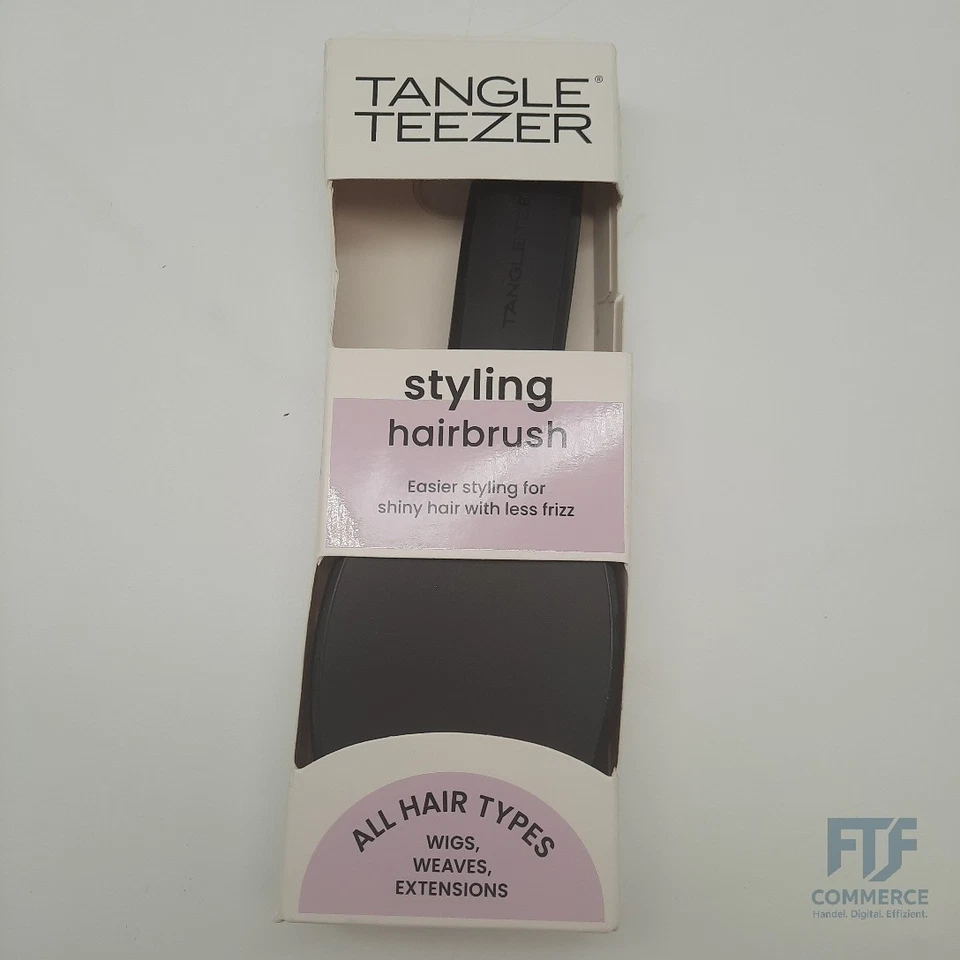 TANGLE®
TEEZER
TANGLE TEE
styling
hairbrush
Easier styling for
shiny hair with less frizz
ALL HAIR TYPES
WIGS,
WEAVES,
EXTENSIONS
FTF
COMMERCE
Handel. Digital. Effizient.